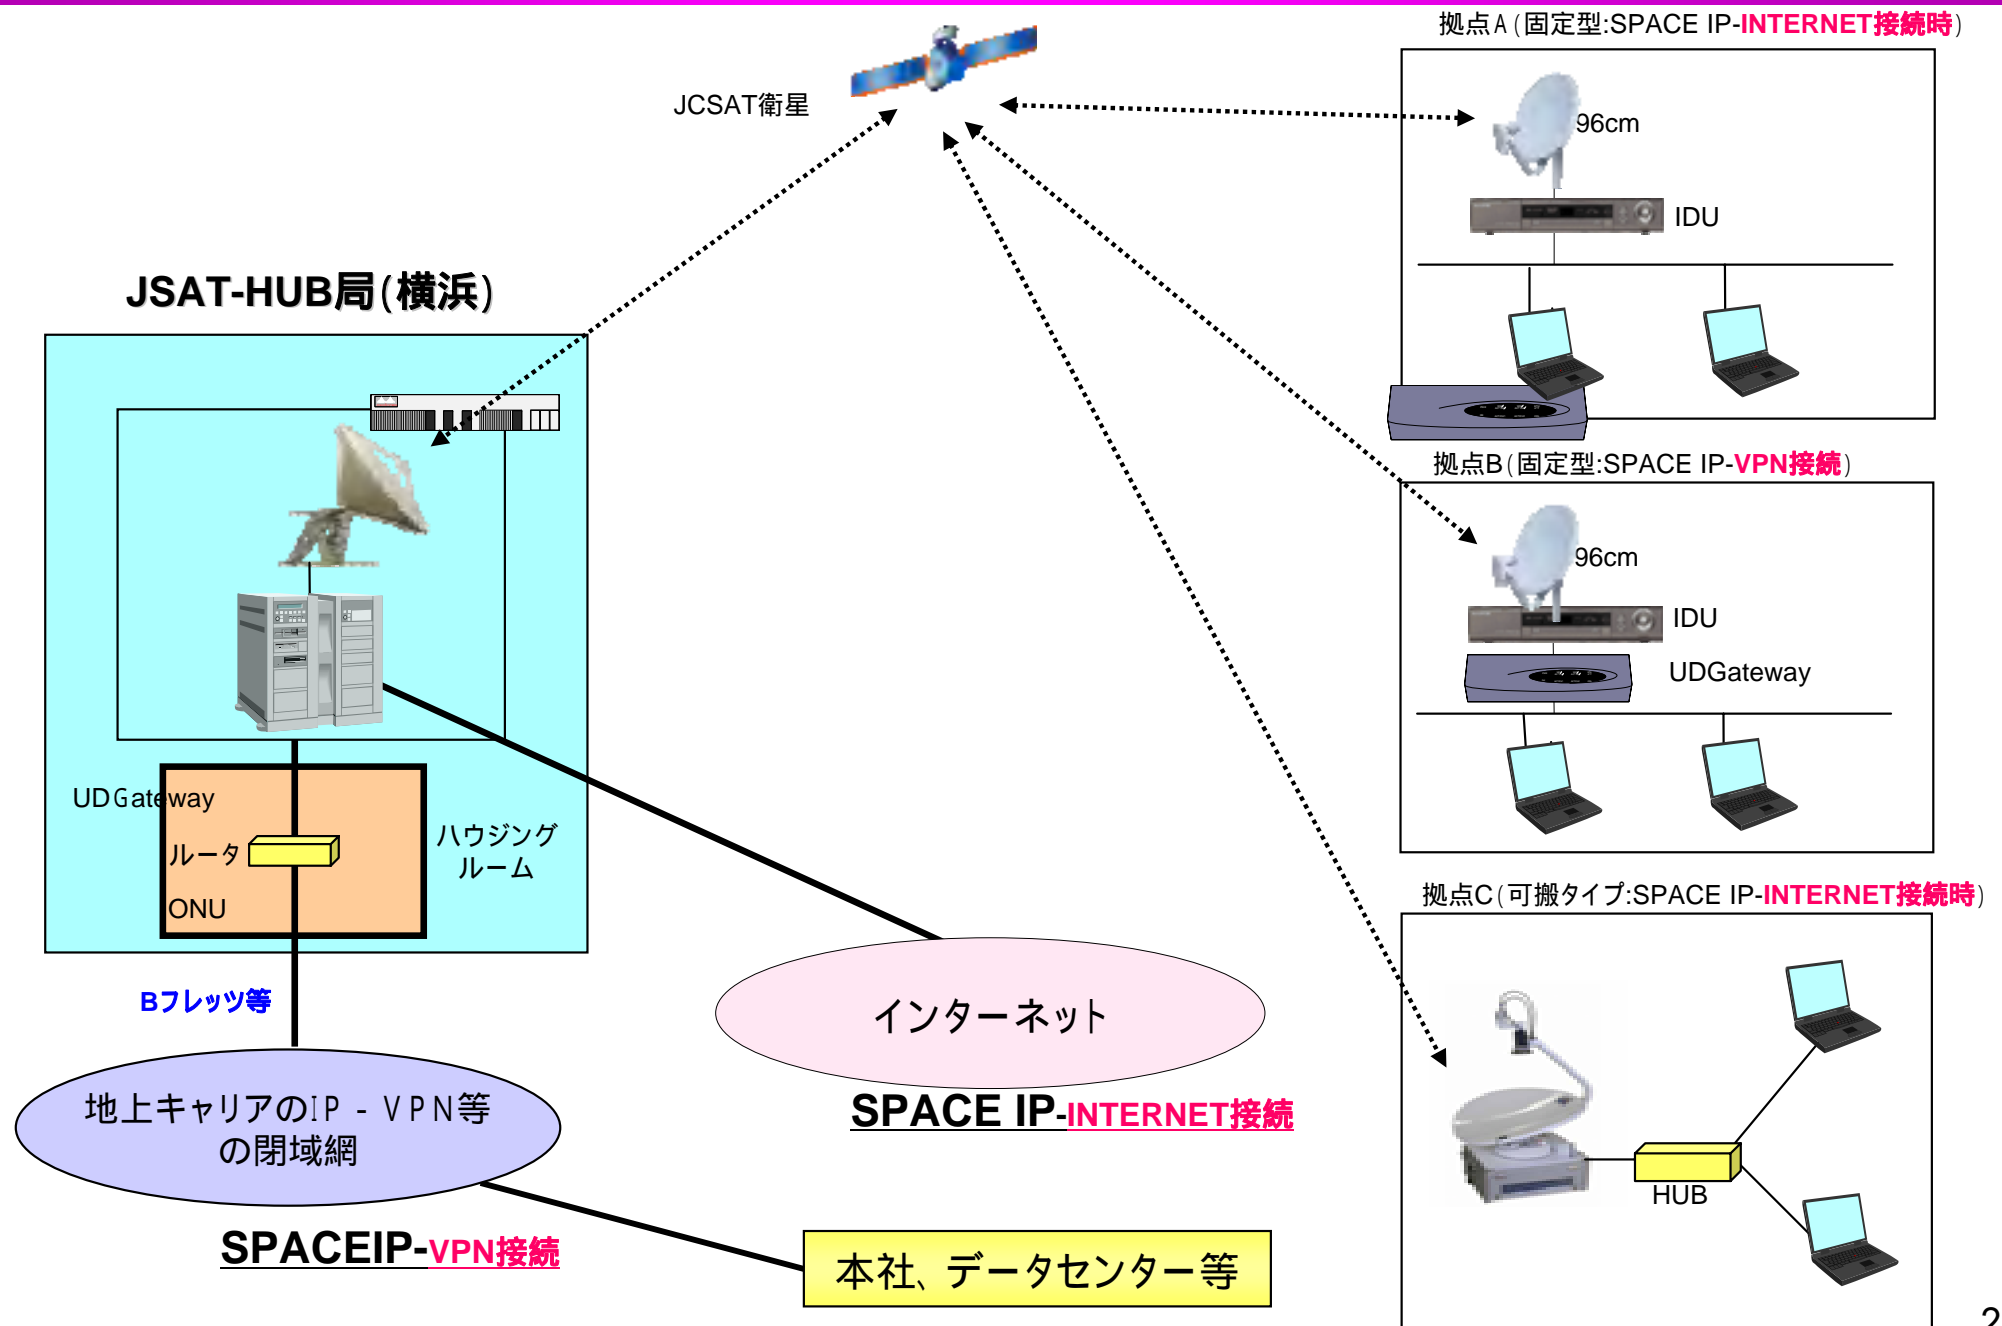 拠点A(固定型:SPACE IP-INTERNET接続時)
JCSAT衛星
96cm
IDU
JSAT-HUB局(横浜)
拠点B(固定型:SPACE IP-VPN接続)
96cm
IDU
UDGateway
UDGateway
ルータ
ONU
ハウジング
ルーム
拠点C(可搬タイプ:SPACE IP-INTERNET接続時)
Bフレッツ等
インターネット
SPACE IP-INTERNET接続
地上キャリアのIP-VPN等
の閉域網
HUB
SPACEIP-VPN接続
本社、データセンター等
2